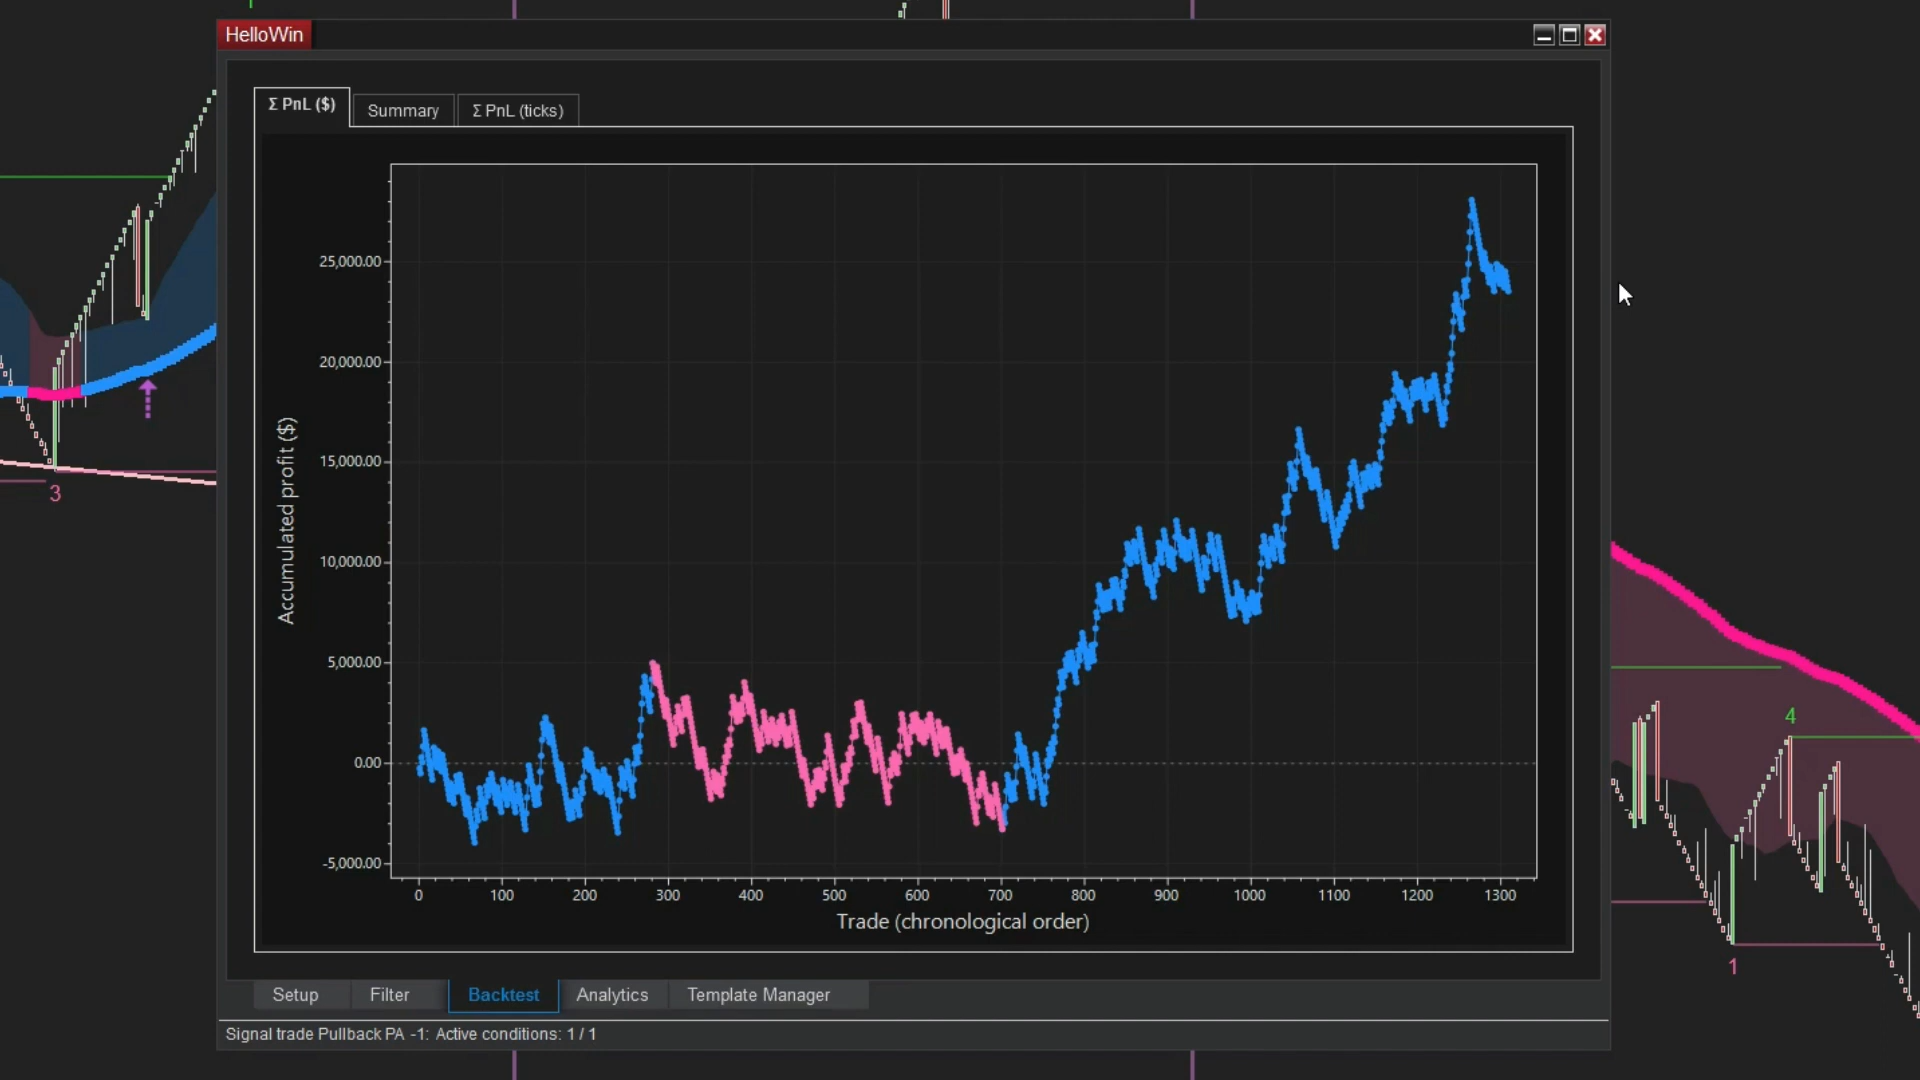 HelloWin
Σ PnL ($)
Summary
Σ PnL (ticks)
25,000.00
20,000.00
15,000.00
10,000.00
5,000.00
0.00
-5,000.00
Accumulated profit ($)
0 100 200 300 400 500 600 700 800 900 1000 1100 1200 1300
Trade (chronological order)
3
4
1
Setup
Filter
Backtest
Analytics
Template Manager
Signal trade Pullback PA -1: Active conditions: 1 / 1